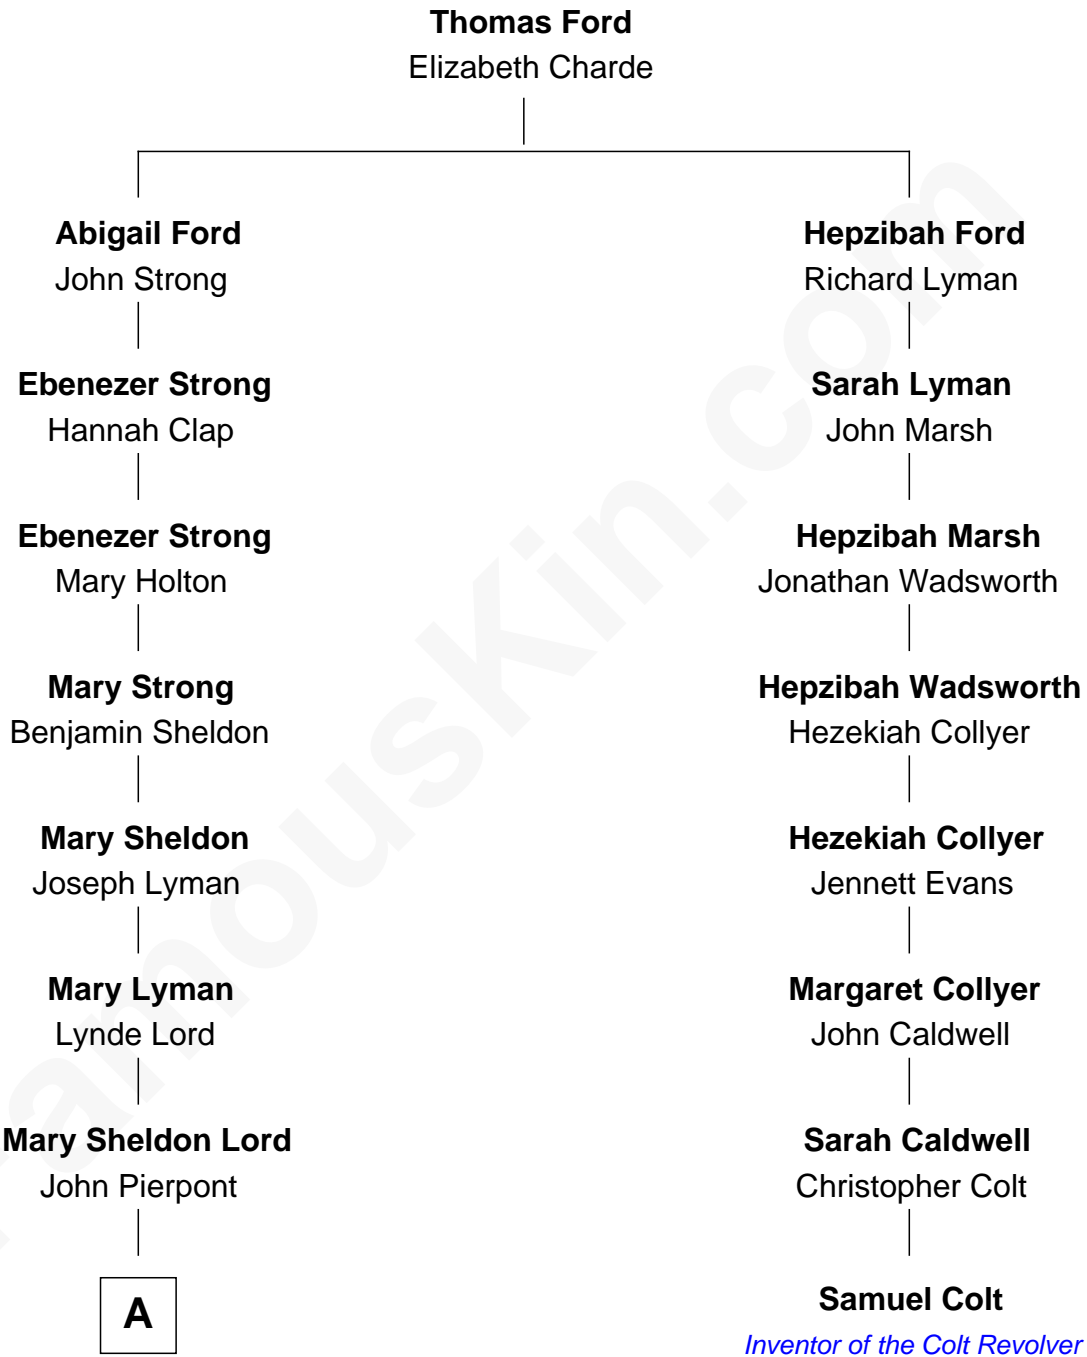 Thomas Ford
Elizabeth Charde
Abigail Ford
John Strong
Ebenezer Strong
Hannah Clap
Ebenezer Strong
Mary Holton
Mary Strong
Benjamin Sheldon
Mary Sheldon
Joseph Lyman
Mary Lyman
Lynde Lord
Mary Sheldon Lord
John Pierpont
A
Hepzibah Ford
Richard Lyman
Sarah Lyman
John Marsh
Hepzibah Marsh
Jonathan Wadsworth
Hepzibah Wadsworth
Hezekiah Collyer
Hezekiah Collyer
Jennett Evans
Margaret Collyer
John Caldwell
Sarah Caldwell
Christopher Colt
Samuel Colt
Inventor of the Colt Revolver
FamousKin.com